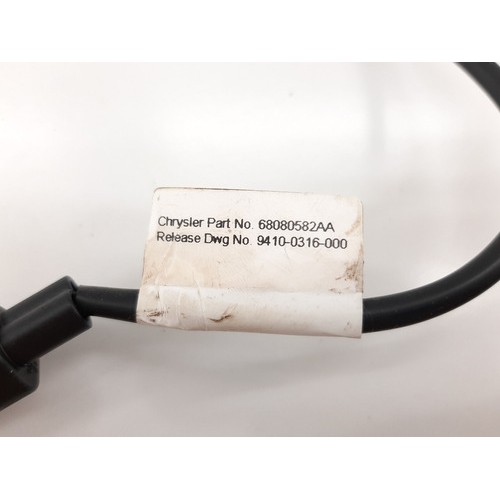 Chrysler Part No. 68080582AA
Release Dwg No. 9410-0316-000